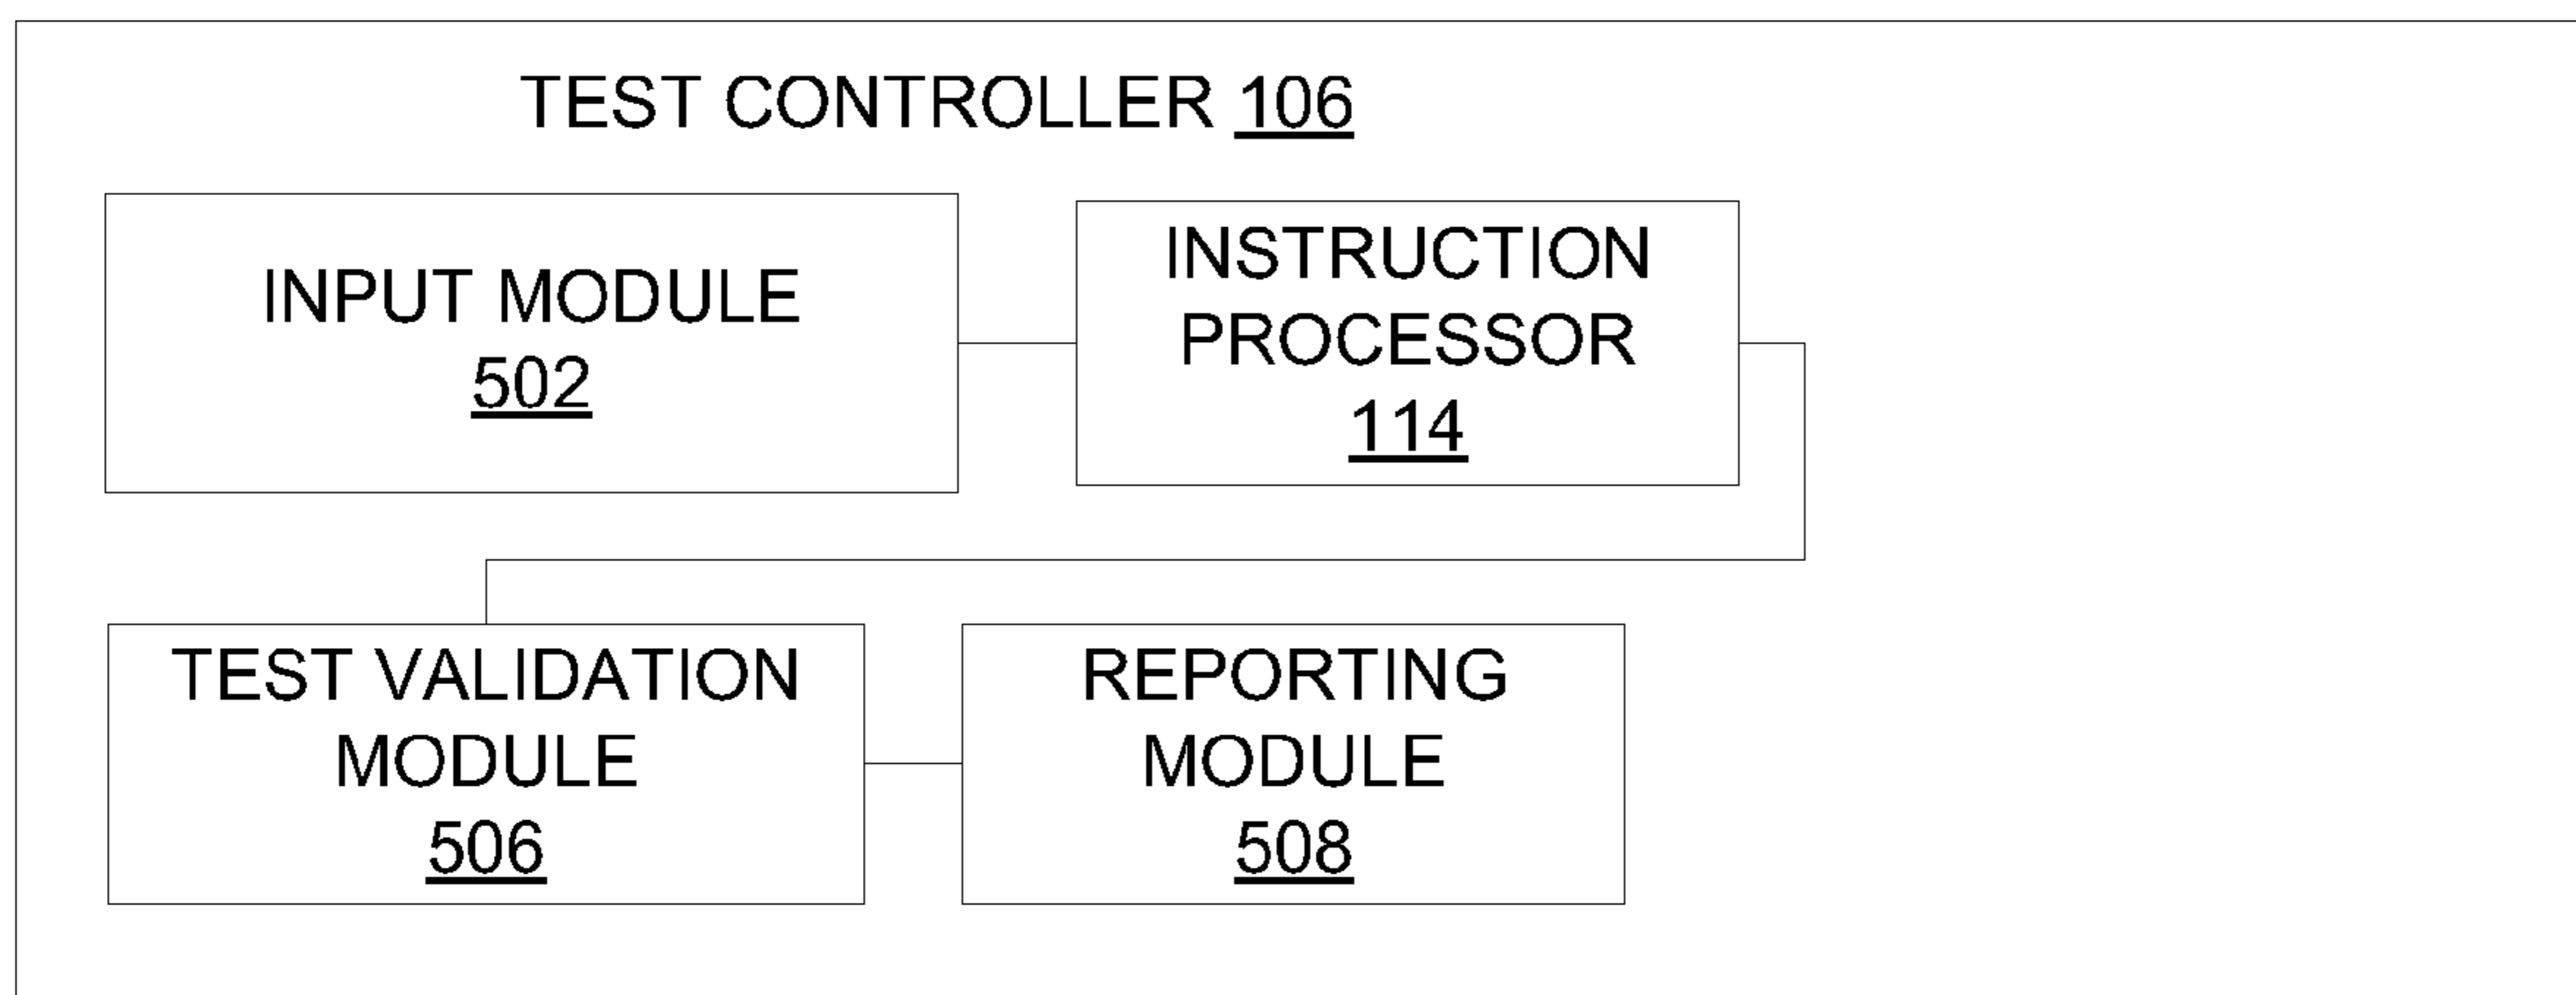 TEST CONTROLLER 106
INPUT MODULE
502
INSTRUCTION
PROCESSOR
114
TEST VALIDATION
MODULE
506
REPORTING
MODULE
508